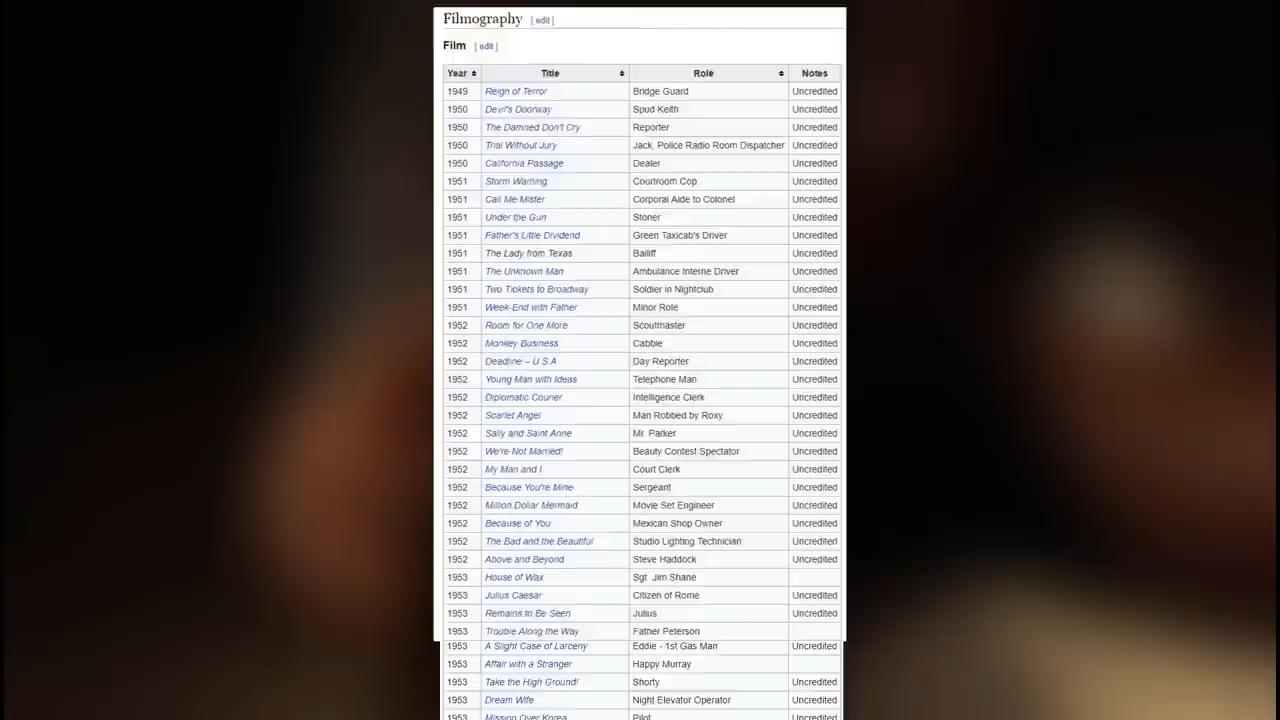 Filmography [ edit ]
Film [ edit ]
Year Title Role Notes
1949 Reign of Terror Bridge Guard Uncredited
1950 Devil's Doorway Spud Keith Uncredited
1950 The Damned Don't Cry Reporter Uncredited
1950 Trial Without Jury Jack, Police Radio Room Dispatcher Uncredited
1950 California Passage Dealer Uncredited
1951 Storm Warning Courtroom Cop Uncredited
1951 Call Me Mister Corporal Aide to Colonel Uncredited
1951 Under the Gun Stoner Uncredited
1951 Father's Little Dividend Green Taxicab's Driver Uncredited
1951 The Lady from Texas Bailiff Uncredited
1951 The Unknown Man Ambulance Interne Driver Uncredited
1951 Two Tickets to Broadway Soldier in Nightclub Uncredited
1951 Week-End with Father Minor Role Uncredited
1952 Room for One More Scoutmaster Uncredited
1952 Monkey Business Cabbie Uncredited
1952 Deadline – U.S.A Day Reporter Uncredited
1952 Young Man with Ideas Telephone Man Uncredited
1952 Diplomatic Courier Intelligence Clerk Uncredited
1952 Scarlet Angel Man Robbed by Roxy Uncredited
1952 Sally and Saint Anne Mr. Parker Uncredited
1952 We're Not Married! Beauty Contest Spectator Uncredited
1952 My Man and I Court Clerk Uncredited
1952 Because You're Mine Sergeant Uncredited
1952 Million Dollar Mermaid Movie Set Engineer Uncredited
1952 Because of You Mexican Shop Owner Uncredited
1952 The Bad and the Beautiful Studio Lighting Technician Uncredited
1952 Above and Beyond Steve Haddock Uncredited
1953 House of Wax Sgt. Jim Shane
1953 Julius Caesar Citizen of Rome Uncredited
1953 Remains to Be Seen Julius Uncredited
1953 Trouble Along the Way Father Peterson
1953 A Slight Case of Larceny Eddie - 1st Gas Man Uncredited
1953 Affair with a Stranger Happy Murray
1953 Take the High Ground! Shorty Uncredited
1953 Dream Wife Night Elevator Operator Uncredited
1953 Mission Over Korea Pilot Uncredited